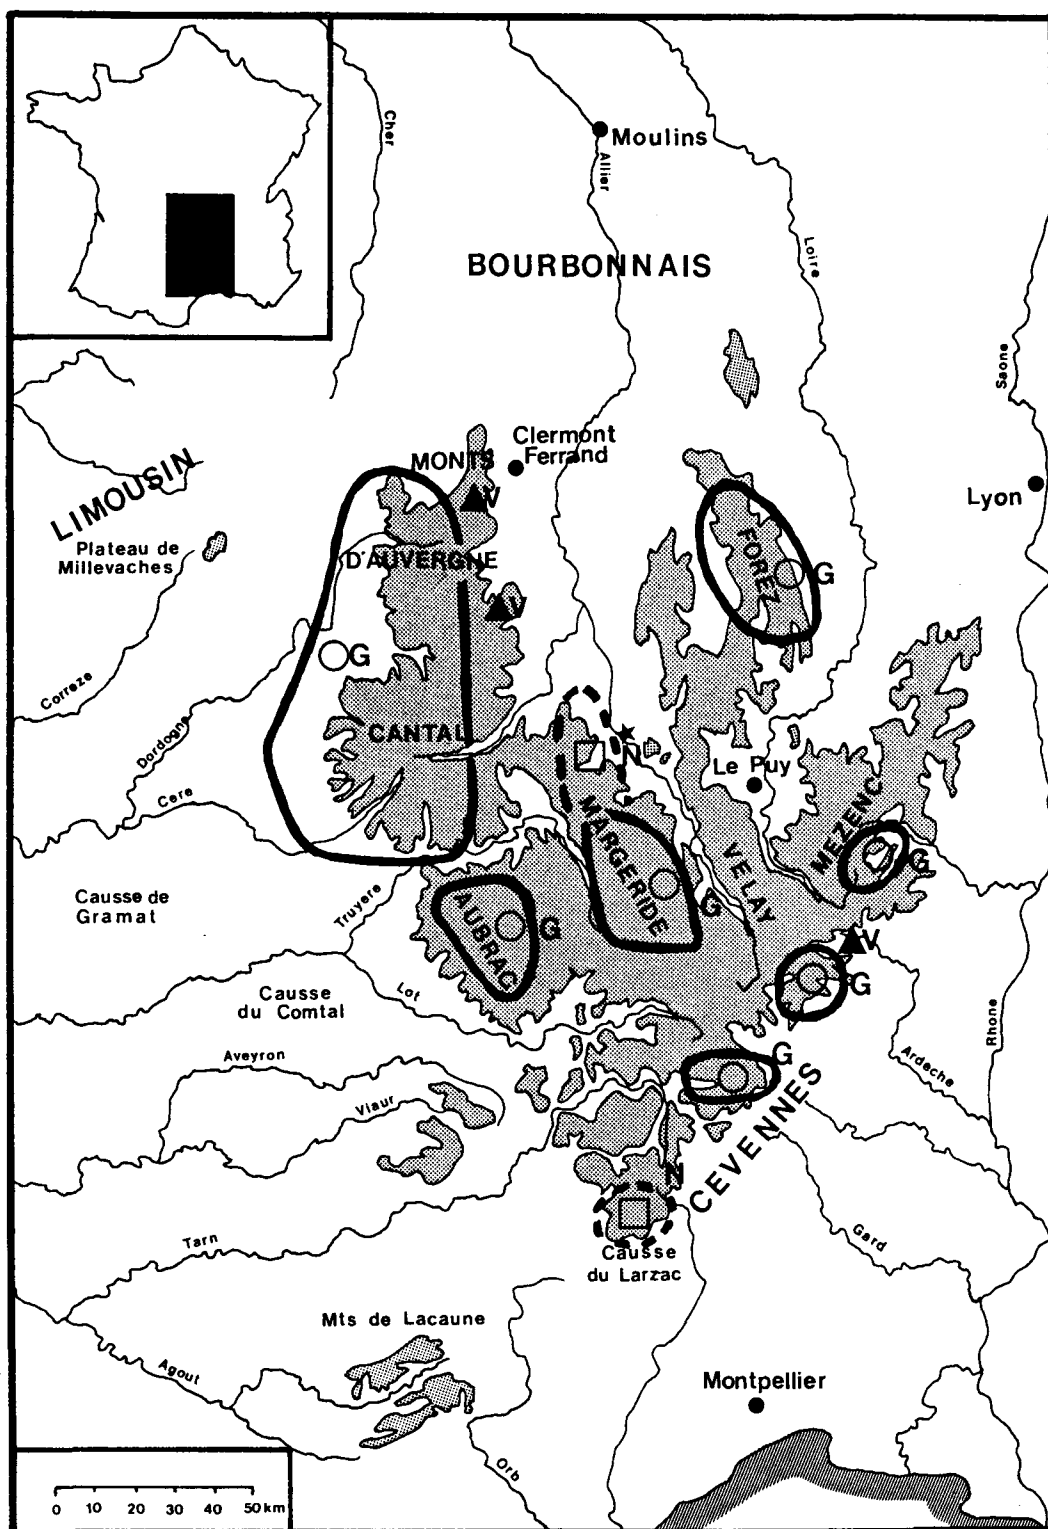 Cher
Moulins
Allier
Loire
BOURBONNAIS
Saone
Clermont
Ferrand
MONTS
V
LIMOUSIN
Lyon
Plateau de
Millevaches
D'AUVERGNE
FOREZ
G
V
G
Correze
Dordogne
CANTAL
N
Le Puy
Cere
MARGERIDE
MEZENC
VELAY
G
Causse de
Gramat
Truyere
AUBRAC
G
G
V
G
Causse
du Comtal
Lot
Rhone
Aveyron
G
Ardeche
Viaur
CEVENNES
N
Tarn
Gard
Causse
du Larzac
Mts de Lacaune
Agout
Montpellier
Orb
0 10 20 30 40 50 km